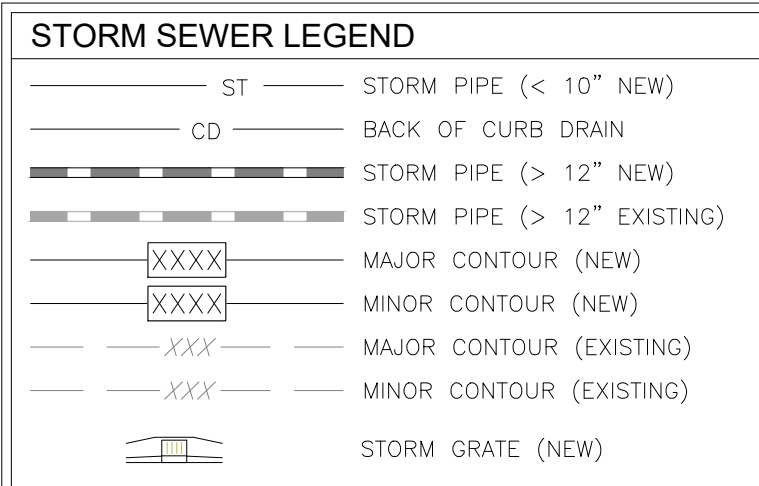 STORM SEWER LEGEND
ST STORM PIPE (< 10” NEW)
CD BACK OF CURB DRAIN
STORM PIPE (> 12” NEW)
STORM PIPE (> 12” EXISTING)
XXXX MAJOR CONTOUR (NEW)
XXXX MINOR CONTOUR (NEW)
XXX MAJOR CONTOUR (EXISTING)
XXX MINOR CONTOUR (EXISTING)
STORM GRATE (NEW)